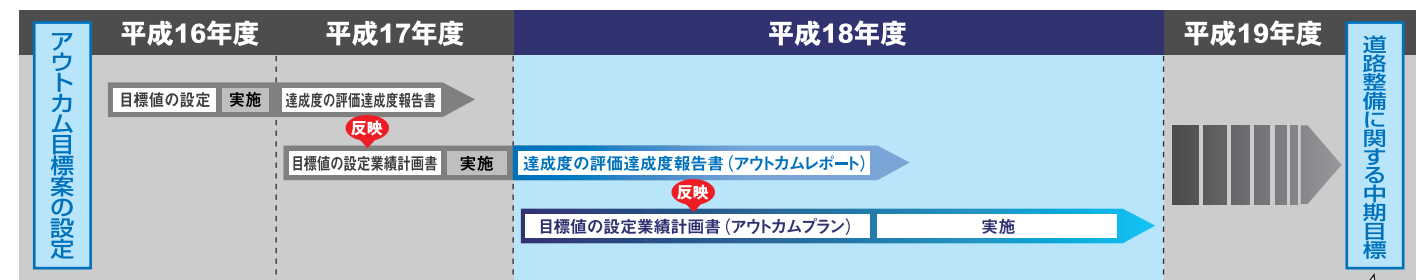 アウトカム目標案の設定
平成16年度
平成17年度
平成18年度
平成19年度
道路整備に関する中期目標
目標値の設定
実施
達成度の評価達成度報告書
反映
目標値の設定業績計画書
実施
達成度の評価達成度報告書(アウトカムレポート)
反映
目標値の設定業績計画書(アウトカムプラン)
実施